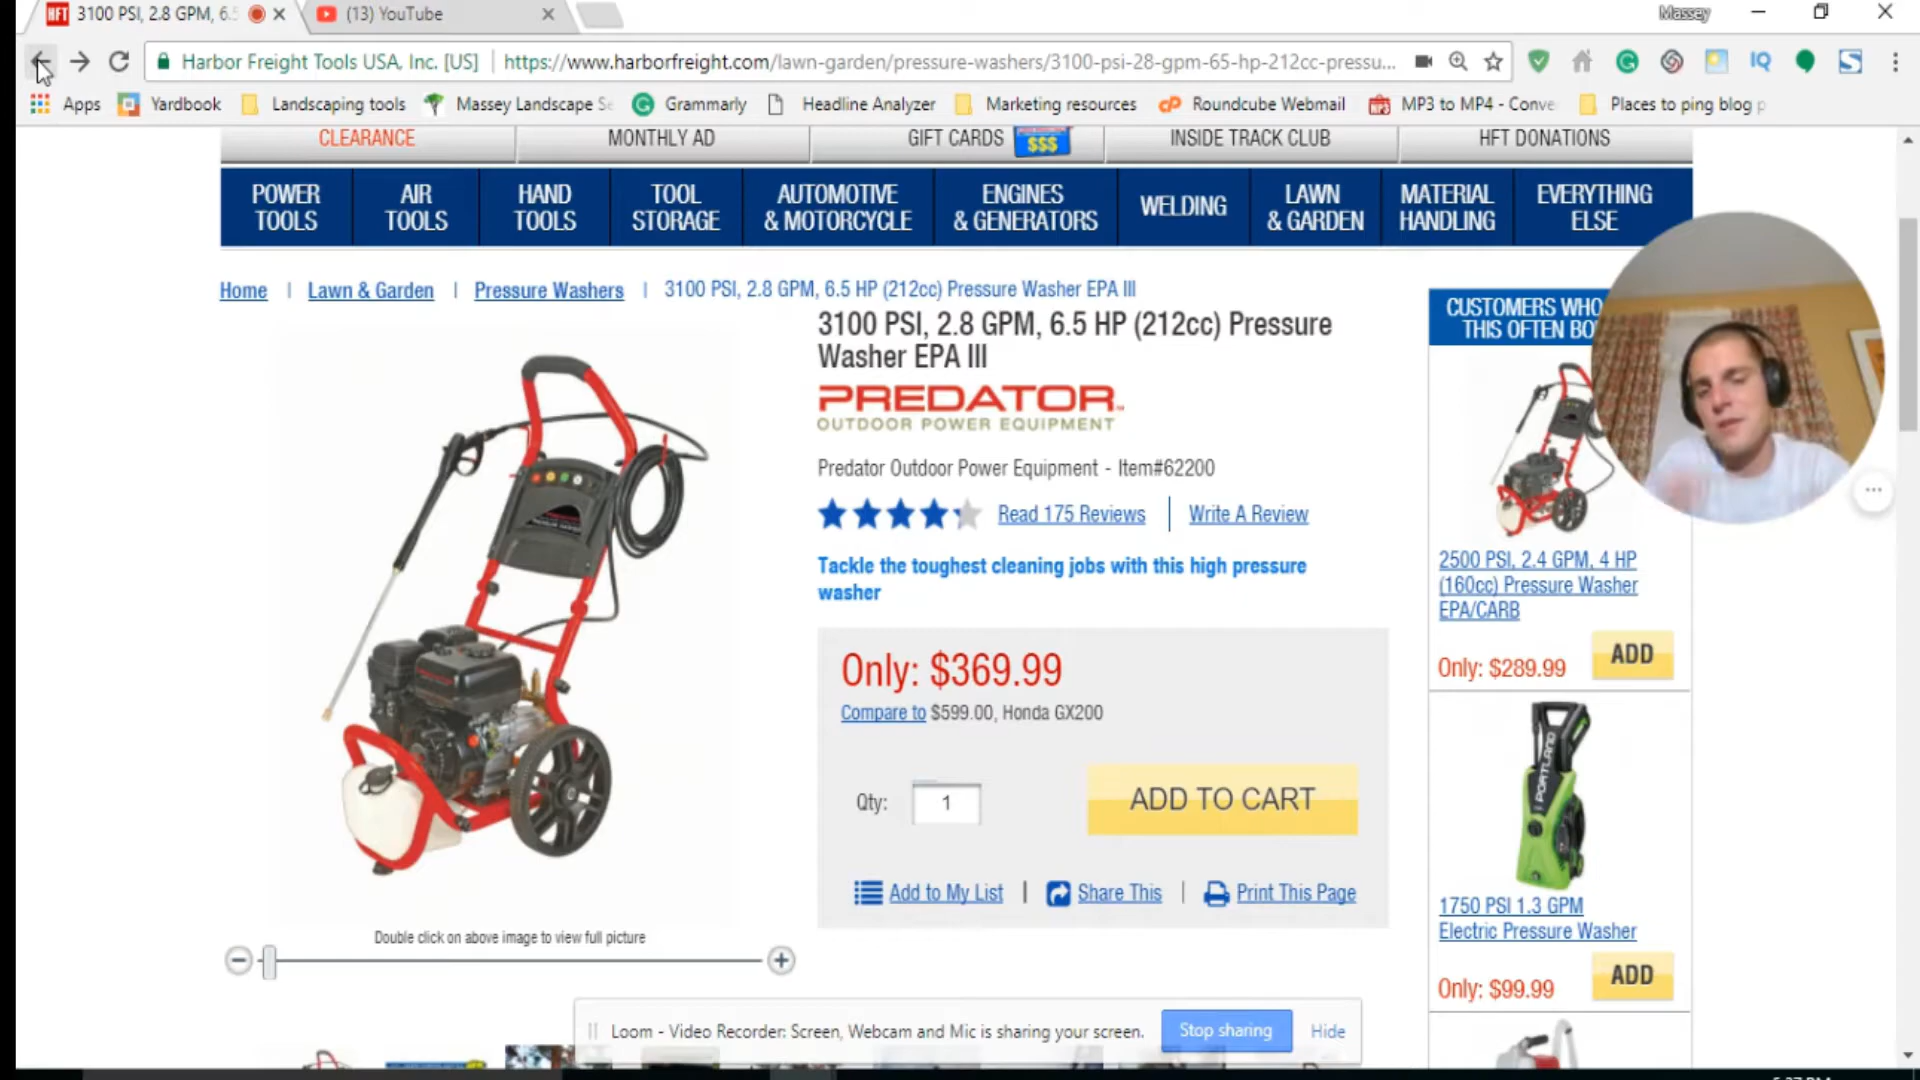 HFT 3100 PSI, 2.8 GPM, 6.5
(13) YouTube
Massey
Harbor Freight Tools USA, Inc. [US]
https://www.harborfreight.com/lawn-garden/pressure-washers/3100-psi-28-gpm-65-hp-212cc-pressu...
Apps
Yardbook
Landscaping tools
Massey Landscape Se
Grammarly
Headline Analyzer
Marketing resources
Roundcube Webmail
MP3 to MP4 - Conve
Places to ping blog p
CLEARANCE
MONTHLY AD
GIFT CARDS
$$$
INSIDE TRACK CLUB
HFT DONATIONS
POWER TOOLS
AIR TOOLS
HAND TOOLS
TOOL STORAGE
AUTOMOTIVE & MOTORCYCLE
ENGINES & GENERATORS
WELDING
LAWN & GARDEN
MATERIAL HANDLING
EVERYTHING ELSE
Home | Lawn & Garden | Pressure Washers | 3100 PSI, 2.8 GPM, 6.5 HP (212cc) Pressure Washer EPA III
3100 PSI, 2.8 GPM, 6.5 HP (212cc) Pressure
Washer EPA III
PREDATOR
OUTDOOR POWER EQUIPMENT
Predator Outdoor Power Equipment - Item#62200
Read 175 Reviews | Write A Review
Tackle the toughest cleaning jobs with this high pressure
washer
Only: $369.99
Compare to $599.00, Honda GX200
Qty: 1
ADD TO CART
Add to My List | Share This | Print This Page
Double click on above image to view full picture
CUSTOMERS WHO
THIS OFTEN BO
2500 PSI, 2.4 GPM, 4 HP
(160cc) Pressure Washer
EPA/CARB
Only: $289.99
ADD
PORTLAND
1750 PSI 1.3 GPM
Electric Pressure Washer
Only: $99.99
ADD
Loom - Video Recorder: Screen, Webcam and Mic is sharing your screen.
Stop sharing
Hide